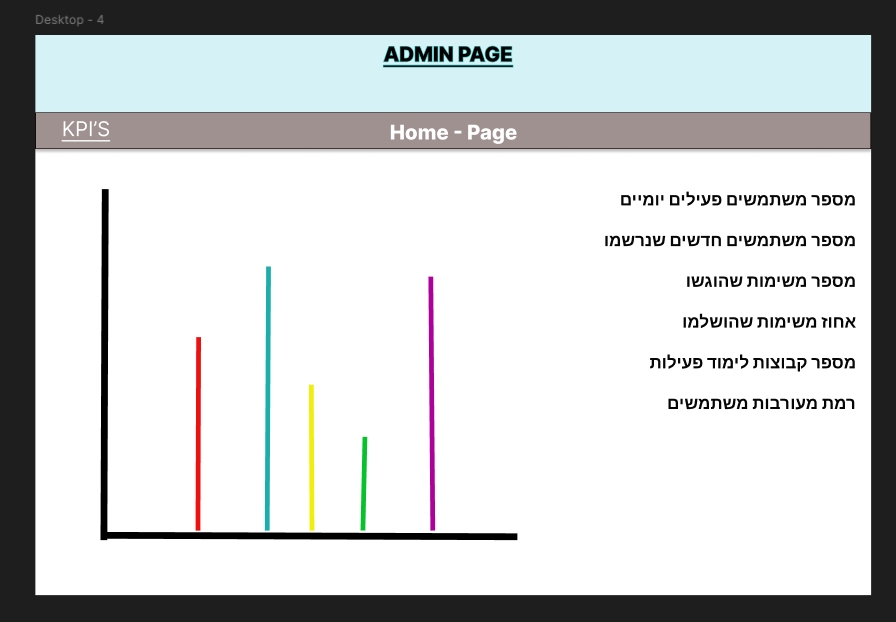 Desktop - 4
ADMIN PAGE
KPI'S
Home - Page
מספר משתמשים פעילים יומיים
מספר משתמשים חדשים שנרשמו
מספר משימות שהוגשו
אחוז משימות שהושלמו
מספר קבוצות לימוד פעילות
רמת מעורבות משתמשים